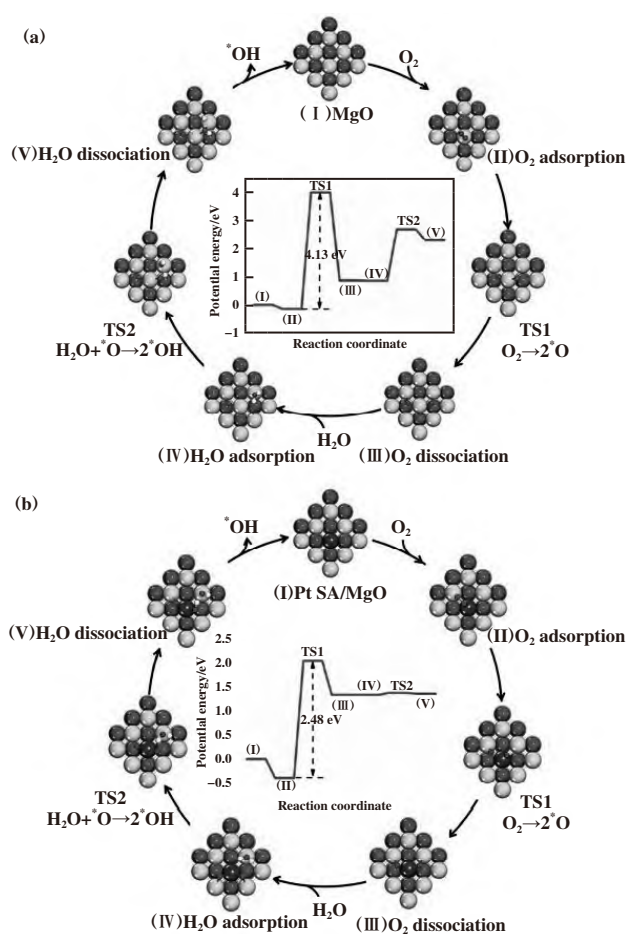 (a)
*OH
O₂
(Ⅰ)MgO
(V)H₂O dissociation
(II)O₂ adsorption
Potential energy/eV
4
3
2
1
0
−1
TS1
TS2
(V)
4.13 eV
(I)
(II)
(III)
(IV)
Reaction coordinate
TS2
H₂O+*O→2*OH
TS1
O₂→2*O
(Ⅳ)H₂O adsorption
H₂O
(Ⅲ)O₂ dissociation
(b)
*OH
O₂
(I)Pt SA/MgO
(V)H₂O dissociation
(II)O₂ adsorption
Potential energy/eV
2.5
2.0
1.5
1.0
0.5
0.0
−0.5
TS1
(IV)
TS2
(III)
(V)
2.48 eV
(I)
(II)
Reaction coordinate
TS2
H₂O+*O→2*OH
TS1
O₂→2*O
(Ⅳ)H₂O adsorption
H₂O
(Ⅲ)O₂ dissociation